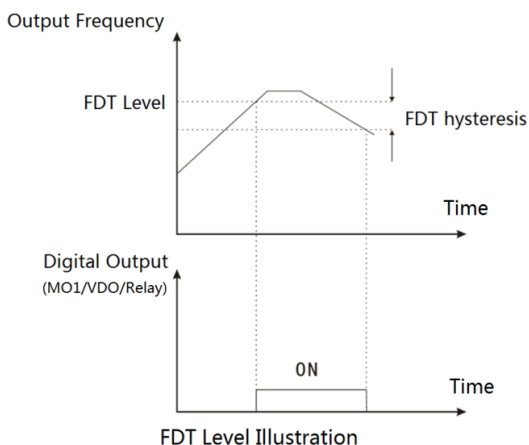 Output Frequency
FDT Level
FDT hysteresis
Time
Digital Output
(MO1/VDO/Relay)
ON
Time
FDT Level Illustration